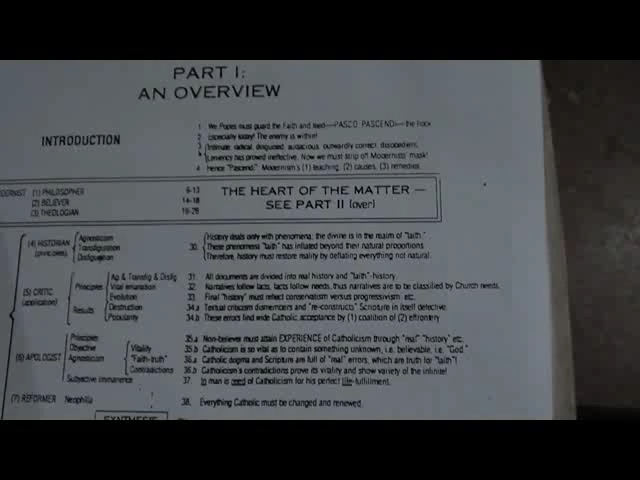 PART I:
AN OVERVIEW
INTRODUCTION
1. We Popes must guard the Faith and feed—PASCO, PASCENDI—the flock
2. Especially today! The enemy is within!
3. Intimate, radical, disguised, audacious, outwardly correct, disobedient.
Leniency has proved ineffective. Now we must strip off Modernists' mask!
4. Hence "Pascendi:" Modernism's (1) teaching, (2) causes, (3) remedies.
(1) PHILOSOPHER 6-13
(2) BELIEVER 14-18
(3) THEOLOGIAN
THE HEART OF THE MATTER —
SEE PART II (over)
(4) HISTORIAN
(principles)
Agnosticism
Transfiguration
Disfiguration
30.
History deals only with phenomena; the divine is in the realm of "faith."
These phenomena "faith" has inflated beyond their natural proportions.
Therefore, history must restore reality by deflating everything not natural.
(5) CRITIC
(application)
Principles
Ag & Transfig & Disfig
Vital emanation
Evolution
Results
Destruction
Popularity
31. All documents are divided into real history and "faith"-history.
32. Narratives follow facts, facts follow needs, thus narratives are to be classified by Church needs.
33. Final "history" must reflect conservatism versus progressivism etc.
34.a Textual criticism dismembers and "re-constructs" Scripture in itself defective.
34.b These errors find wide Catholic acceptance by (1) coalition of (2) effrontery
(6) APOLOGIST
Principles
Objective
Agnosticism
Vitality
"Faith-truth"
Contradictions
Subjective immanence
35.a Non-believer must attain EXPERIENCE of Catholicism through "real" "history" etc.
35.b Catholicism is so vital as to contain something unknown, i.e. believable, i.e. "God."
36.a Catholic dogma and Scripture are full of "real" errors, which are truth for "faith"!
36.b Catholicism's contradictions prove its vitality and show variety of the infinite!
37. In man is need of Catholicism for his perfect life-fulfillment.
(7) REFORMER Neophilia
38. Everything Catholic must be changed and renewed.
SYNTHESIS